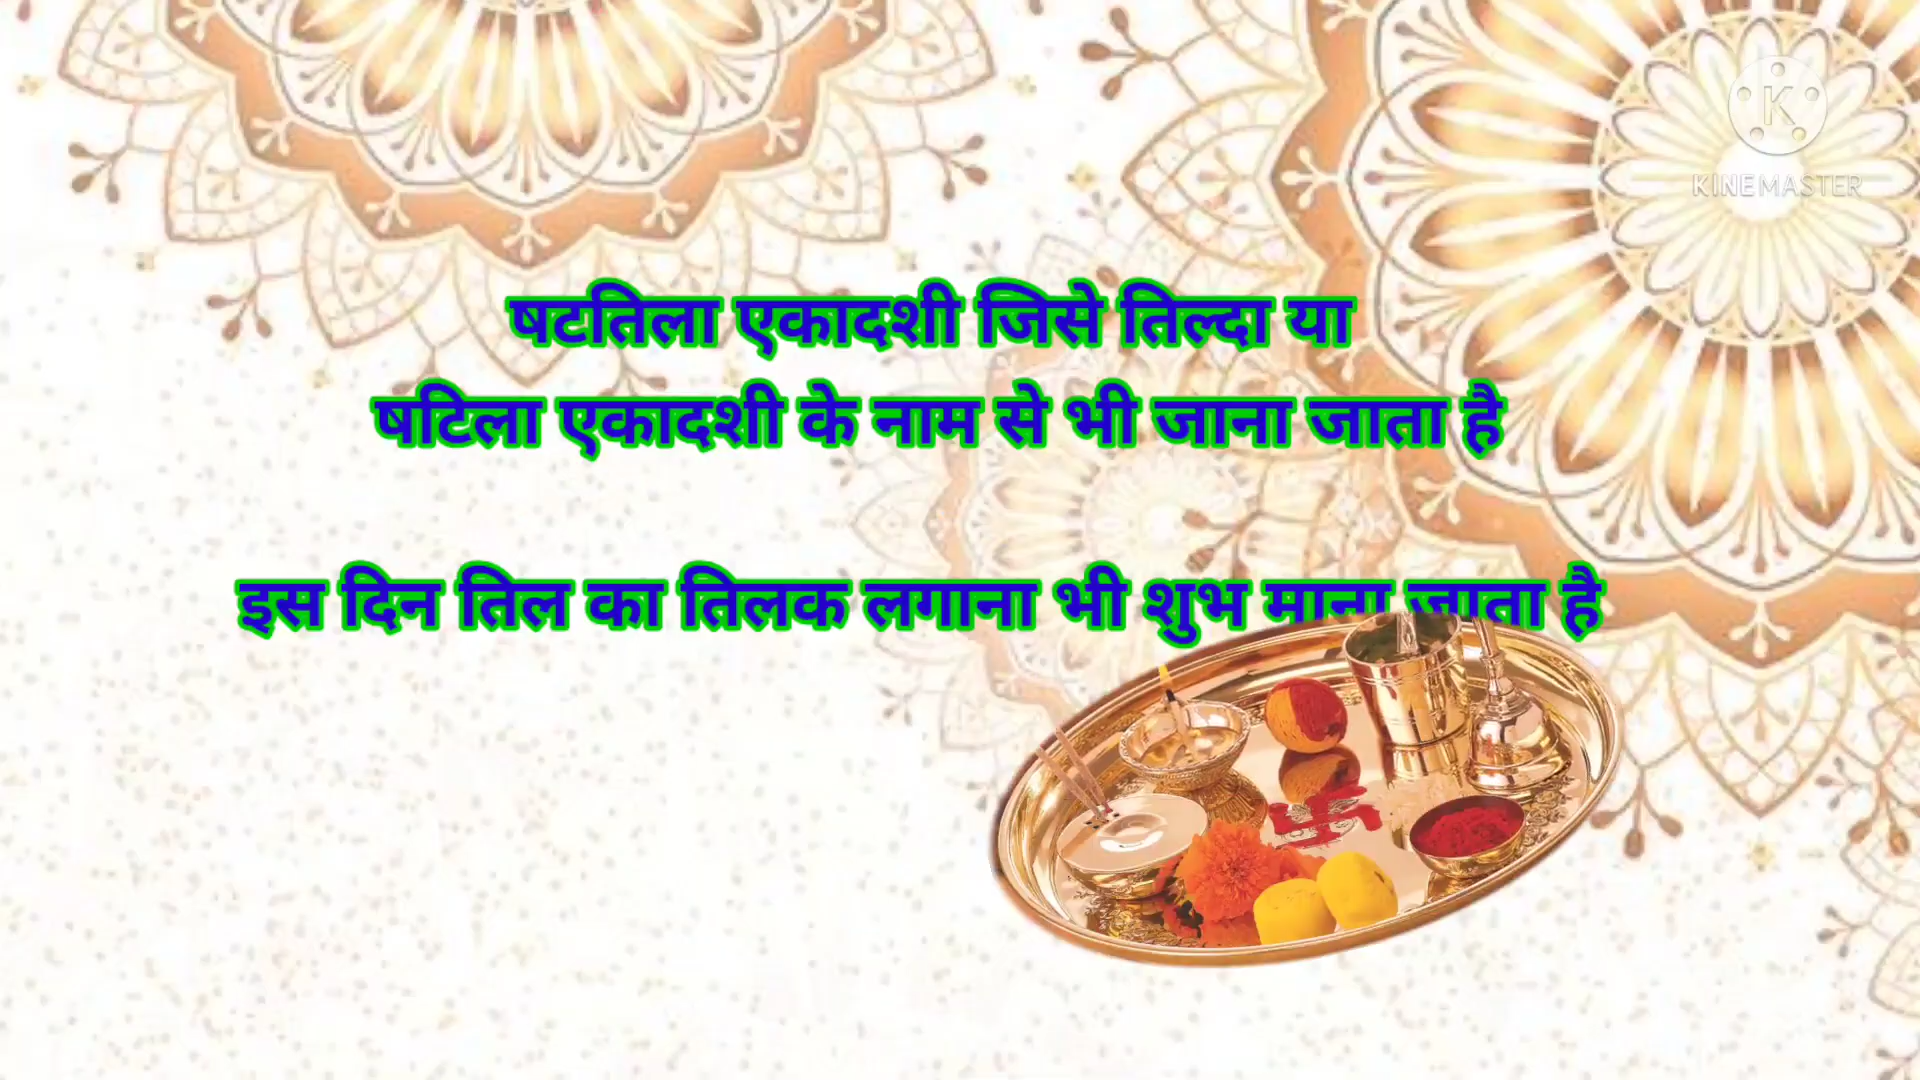 KINEMASTER
षटतिला एकादशी जिसे तिल्दा या
षटिला एकादशी के नाम से भी जाना जाता है
इस दिन तिल का तिलक लगाना भी शुभ माना जाता है